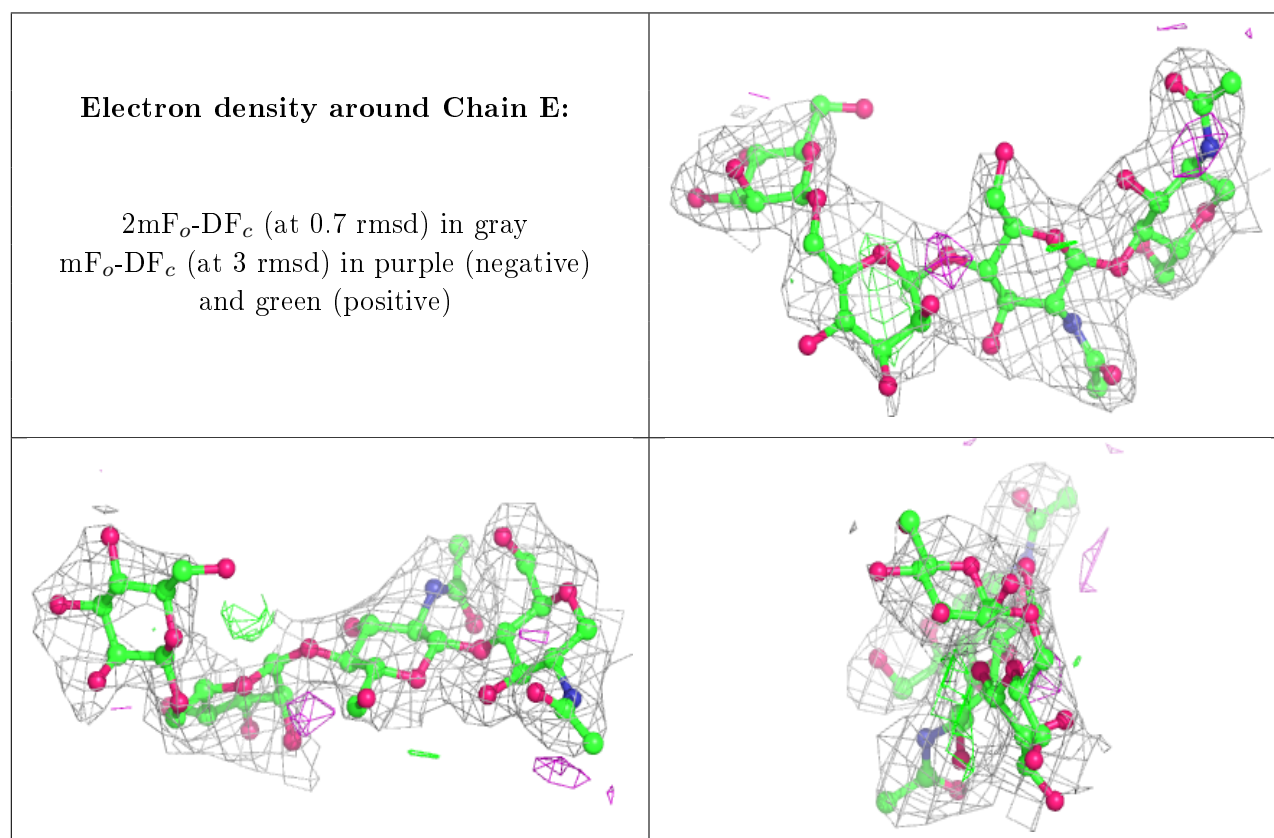 Electron density around Chain E:
2mFo-DFc (at 0.7 rmsd) in gray
mFo-DFc (at 3 rmsd) in purple (negative)
and green (positive)